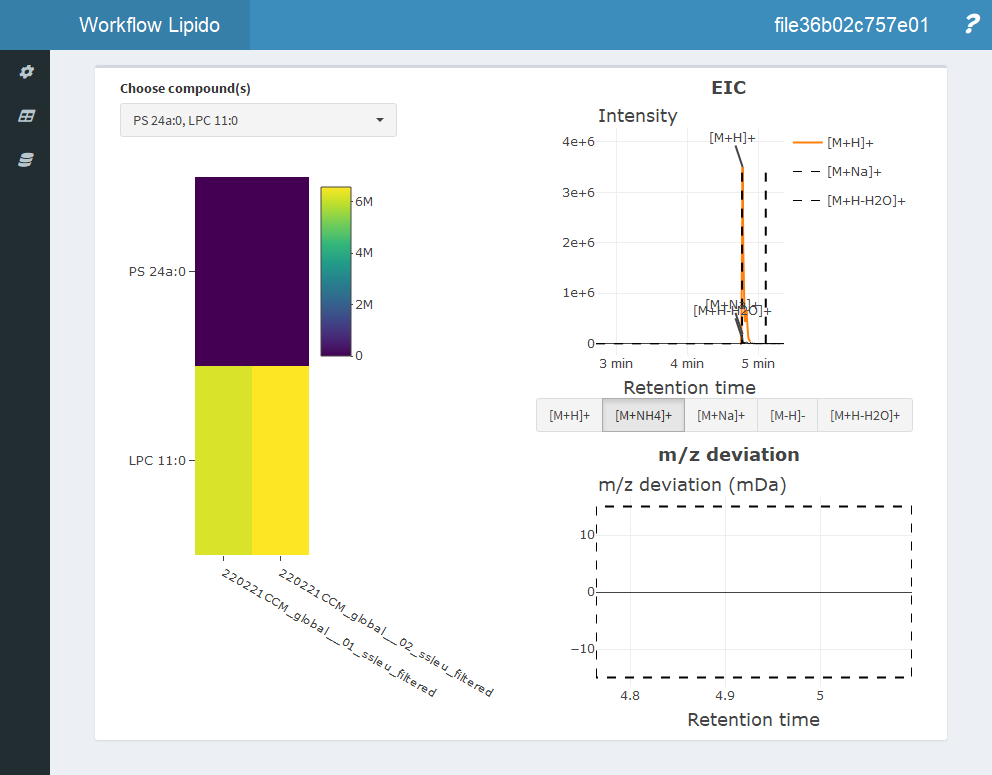 Workflow Lipido
file36b02c757e01
?
Choose compound(s)
PS 24a:0, LPC 11:0
PS 24a:0
LPC 11:0
6M
4M
2M
0
220221CCM_global__01_ssleu_filtered
220221CCM_global__02_ssleu_filtered
EIC
Intensity
4e+6
3e+6
2e+6
1e+6
0
[M+H]+
[M+Na]+
[M+H-H2O]+
3 min
4 min
5 min
Retention time
[M+H]+
[M+Na]+
[M+H-H2O]+
[M+H]+
[M+NH4]+
[M+Na]+
[M-H]-
[M+H-H2O]+
m/z deviation
m/z deviation (mDa)
10
0
−10
4.8
4.9
5
Retention time